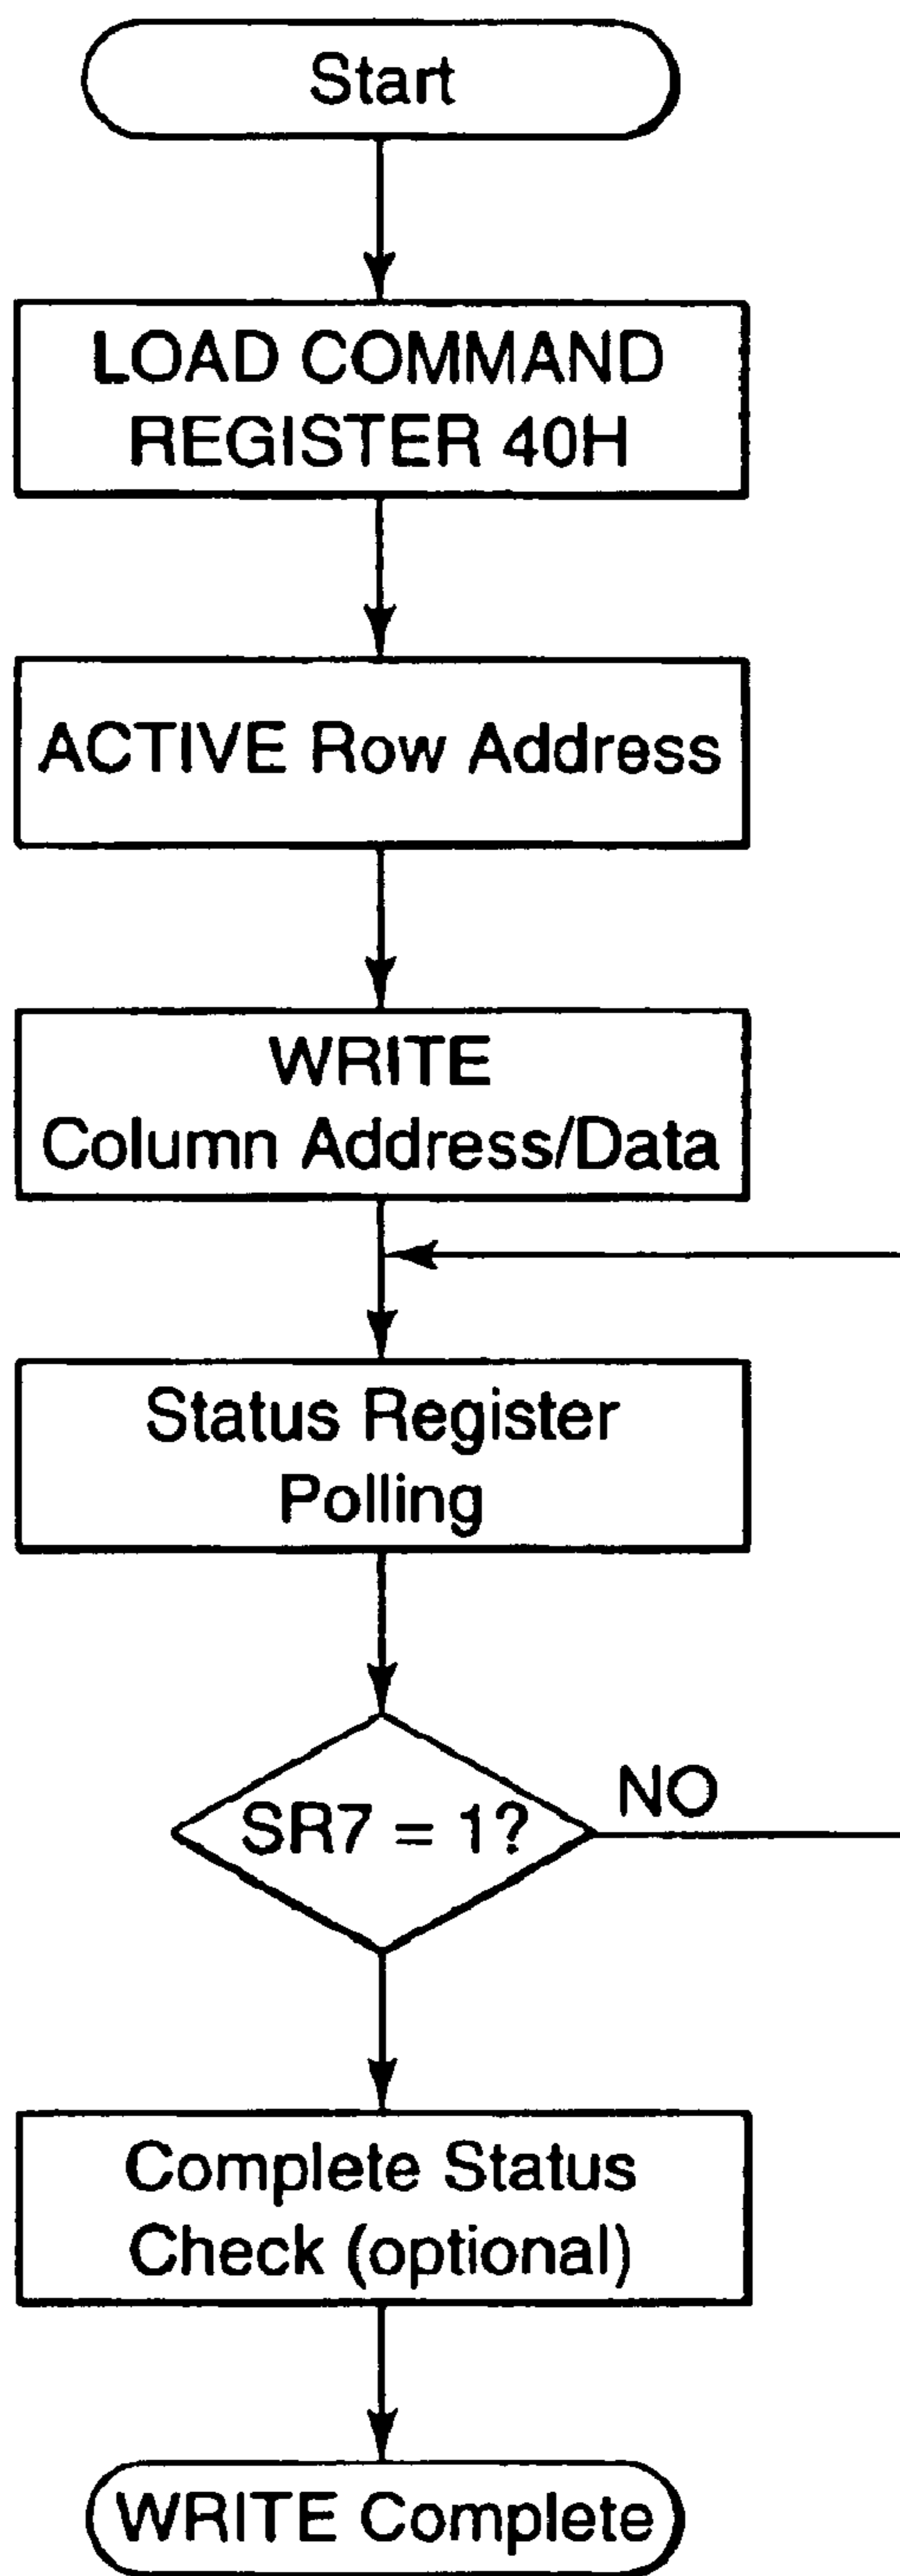 Start
LOAD COMMAND
REGISTER 40H
ACTIVE Row Address
WRITE
Column Address/Data
Status Register
Polling
SR7 = 1?
NO
Complete Status
Check (optional)
WRITE Complete